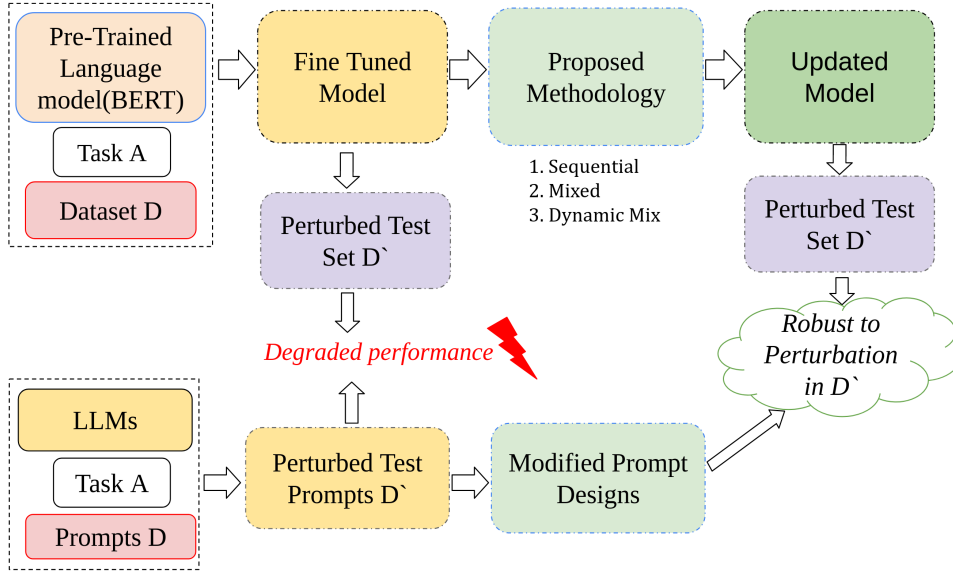 Pre-Trained
Language
model(BERT)
Task A
Dataset D
Fine Tuned
Model
Proposed
Methodology
1. Sequential
2. Mixed
3. Dynamic Mix
Updated
Model
Perturbed Test
Set D`
Perturbed Test
Set D`
Degraded performance
Robust to
Perturbation
in D`
LLMs
Task A
Prompts D
Perturbed Test
Prompts D`
Modified Prompt
Designs